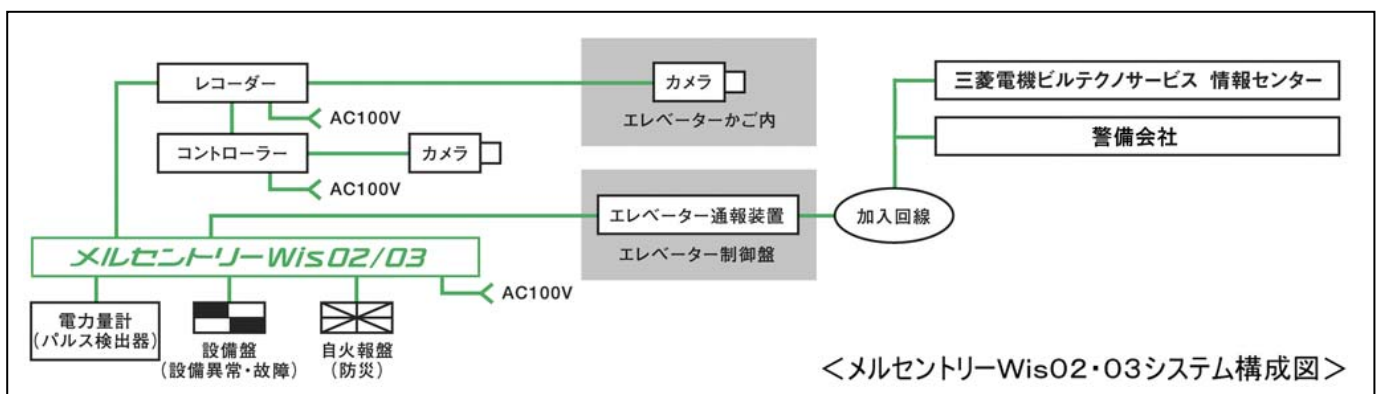 レコーダー
AC100V
カメラ
エレベーターかご内
コントローラー
カメラ
AC100V
三菱電機ビルテクノサービス 情報センター
警備会社
エレベーター通報装置
エレベーター制御盤
加入回線
メルセントリーWis02/03
AC100V
電力量計
(パルス検出器)
設備盤
(設備異常・故障)
自火報盤
(防災)
<メルセントリーWis02・03システム構成図>